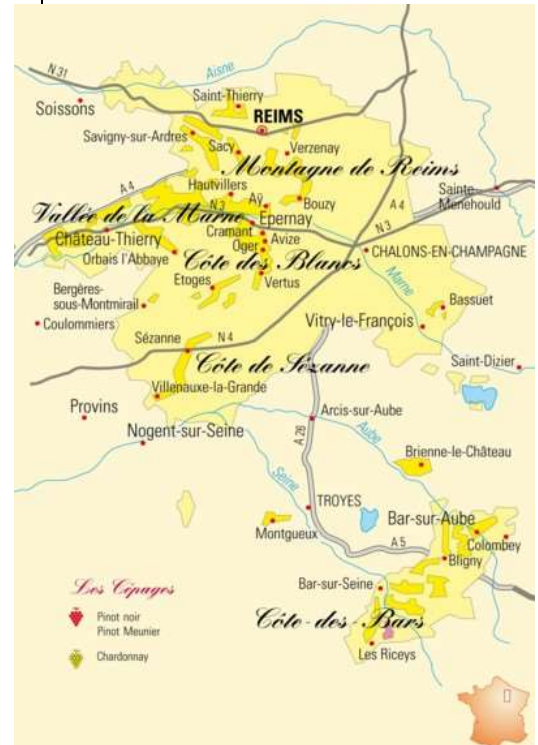 N 31
Aisne
Soissons
Saint-Thierry
REIMS
Savigny-sur-Ardres
Sacy
Verzenay
Montagne de Reims
Hautvillers
A 4
Aÿ
Bouzy
A 4
Sainte-
Menehould
Vallée de la Marne
N 3
Epernay
N 3
Château-Thierry
Cramant
Avize
Oger
CHALONS-EN-CHAMPAGNE
Orbais l'Abbaye
Côte des Blancs
Marne
Etoges
Vertus
Bergères-
sous-Montmirail
Bassuet
Coulommiers
Vitry-le-François
Sézanne
N 4
Côte de Sézanne
Saint-Dizier
Villenauxe-la-Grande
Provins
Arcis-sur-Aube
Nogent-sur-Seine
A 26
Aube
Brienne-le-Château
Seine
TROYES
Bar-sur-Aube
Montgueux
A 5
Colombey
Bligny
Les Cépages
Bar-sur-Seine
Pinot noir
Pinot Meunier
Côte-des-Bars
Chardonnay
Les Riceys